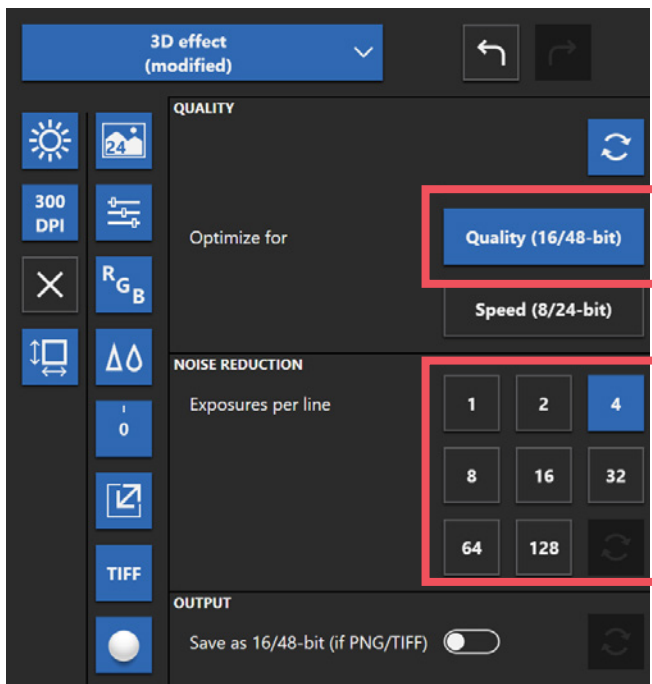 3D effect
(modified)
QUALITY
24
300
DPI
Optimize for
Quality (16/48-bit)
R
G
B
Speed (8/24-bit)
NOISE REDUCTION
Exposures per line
1 2 4
0
8 16 32
64 128
TIFF
OUTPUT
Save as 16/48-bit (if PNG/TIFF)